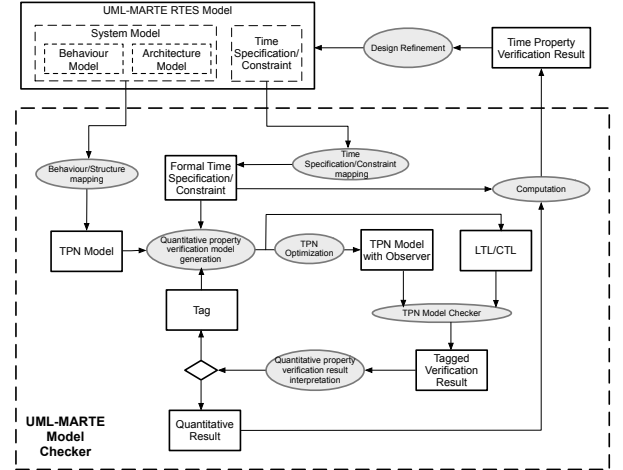 UML-MARTE RTES Model
System Model
Behaviour
Model
Architecture
Model
Time
Specification/
Constraint
Design Refinement
Time Property
Verification Result
Behaviour/Structure
mapping
Formal Time
Specification/
Constraint
Time
Specification/Constraint
mapping
Computation
TPN Model
Quantitative property
verification model
generation
TPN
Optimization
TPN Model
with Observer
LTL/CTL
Tag
TPN Model Checker
Quantitative property
verification result
interpretation
Tagged
Verification
Result
Quantitative
Result
UML-MARTE
Model
Checker